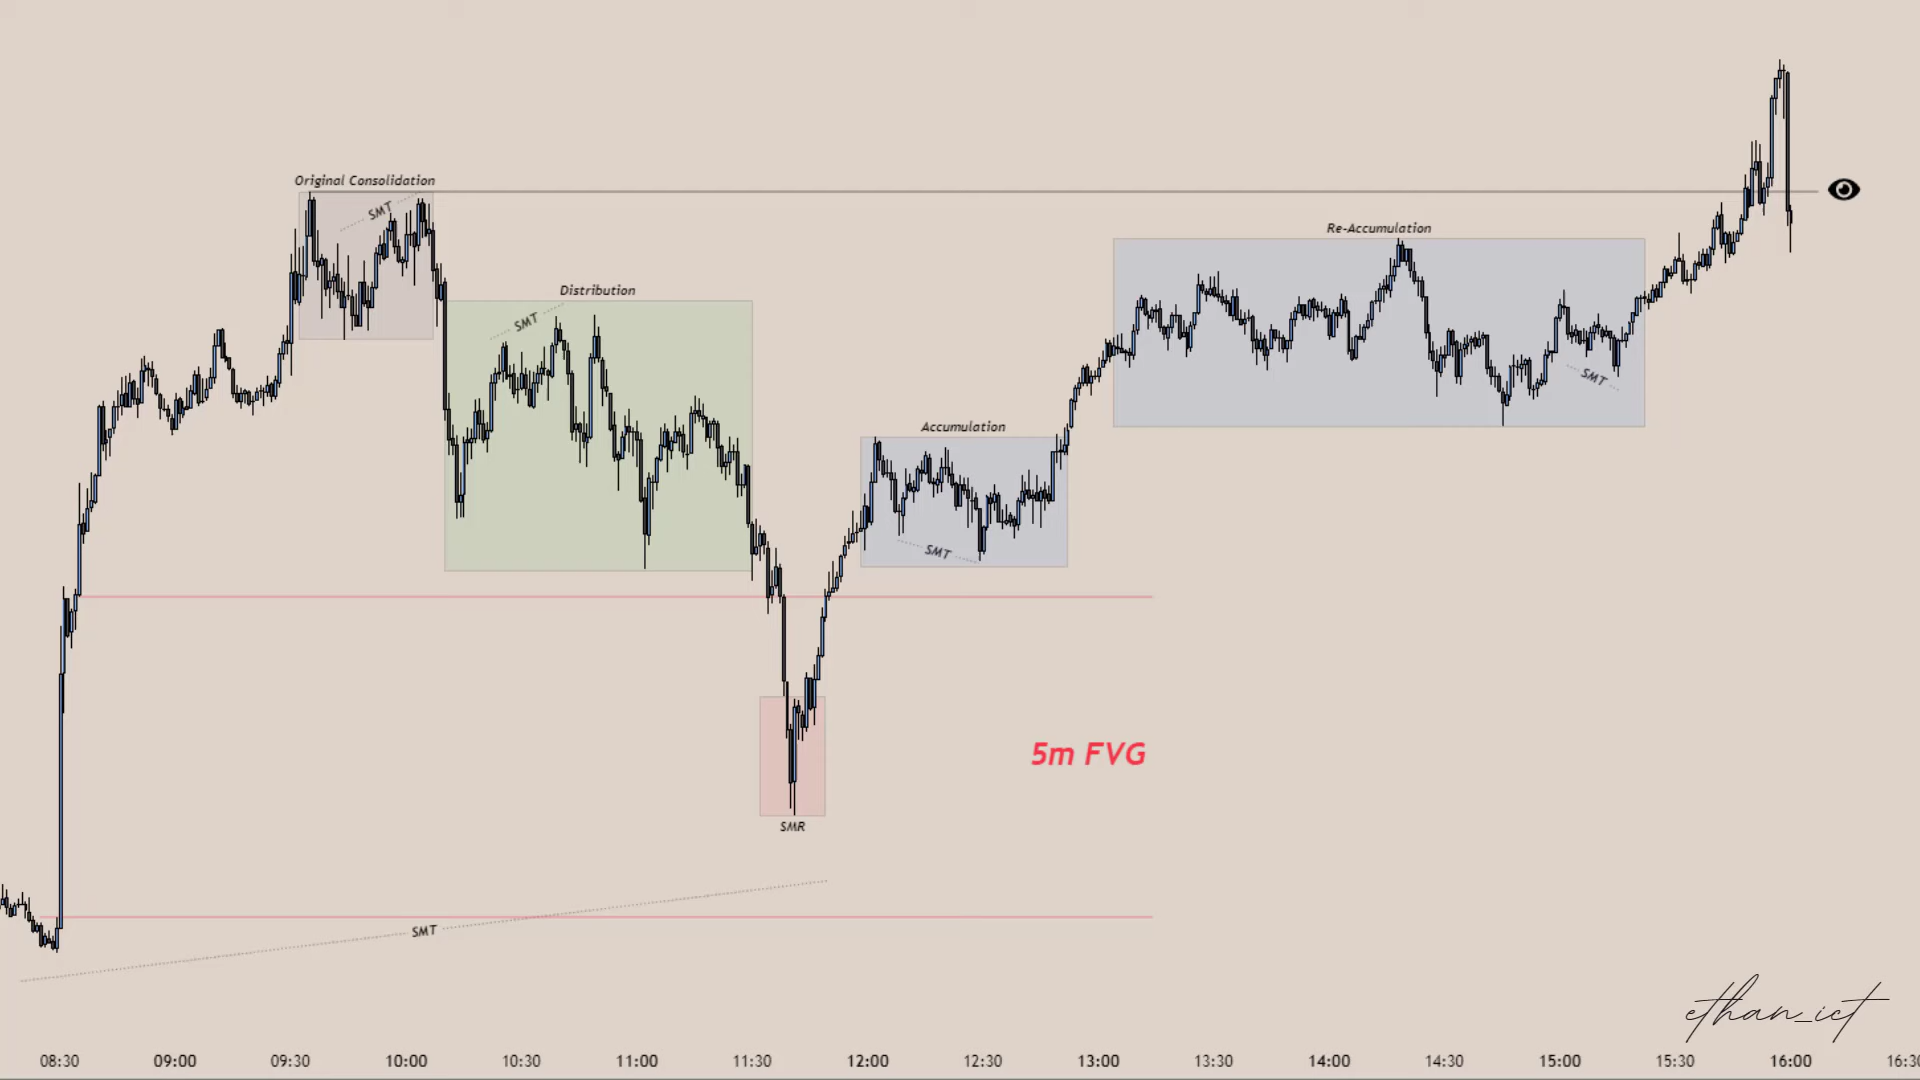 Original Consolidation
SMT
Distribution
SMT
Re-Accumulation
SMT
Accumulation
SMT
5m FVG
SMR
SMT
ethan_ict
08:30 09:00 09:30 10:00 10:30 11:00 11:30 12:00 12:30 13:00 13:30 14:00 14:30 15:00 15:30 16:00 16:30